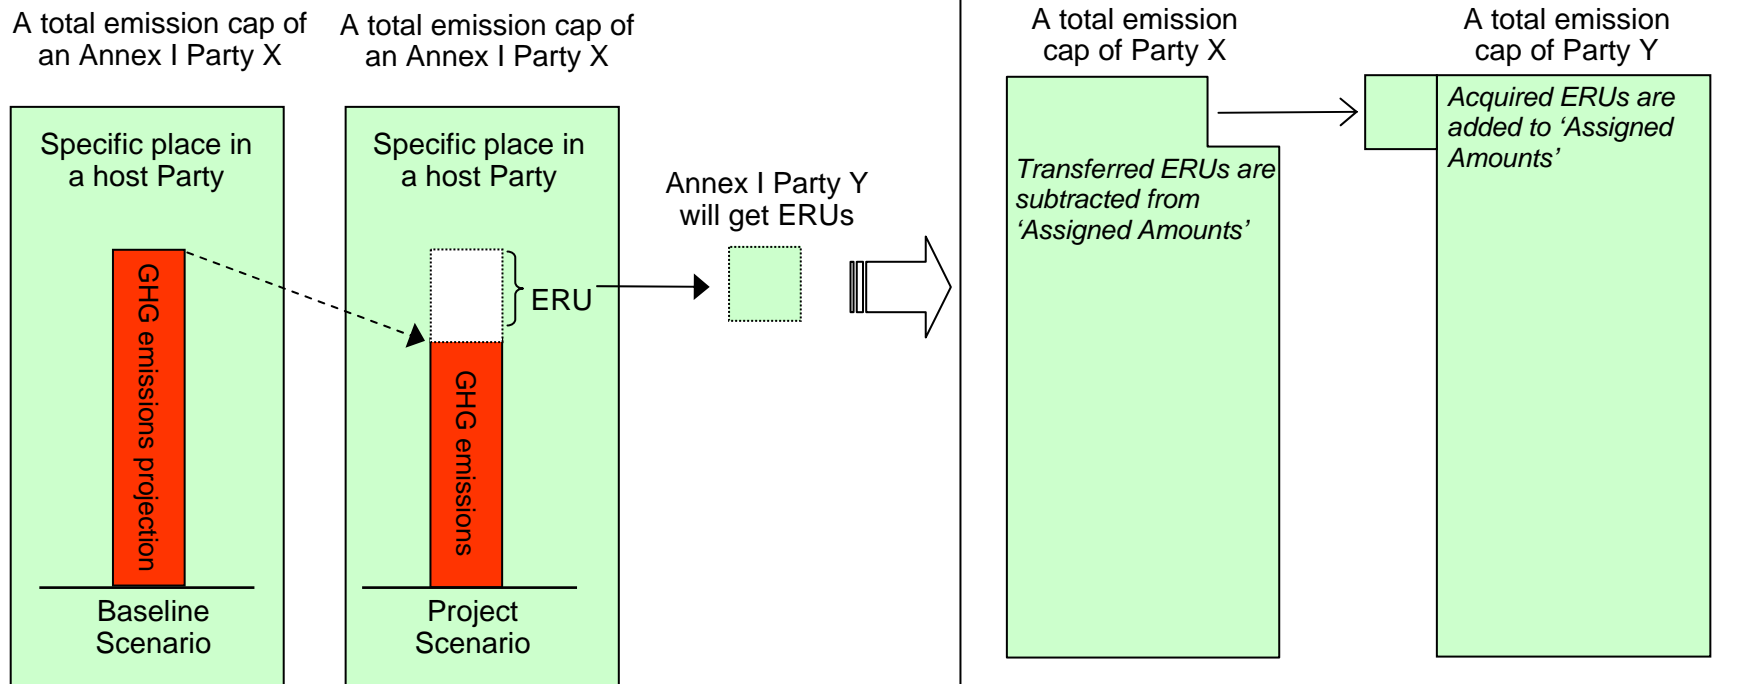 A total emission cap of
an Annex I Party X
Specific place in
a host Party
GHG emissions projection
Baseline
Scenario
A total emission cap of
an Annex I Party X
Specific place in
a host Party
ERU
GHG emissions
Project
Scenario
Annex I Party Y
will get ERUs
A total emission
cap of Party X
Transferred ERUs are
subtracted from
‘Assigned Amounts’
A total emission
cap of Party Y
Acquired ERUs are
added to ‘Assigned
Amounts’